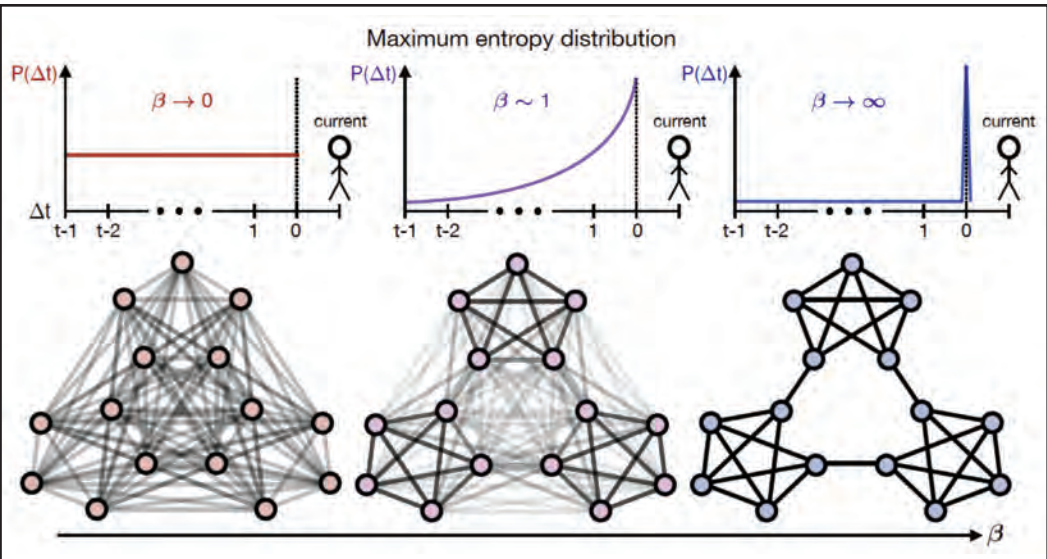 Maximum entropy distribution
P(Δt) P(Δt) P(Δt)
β → 0 β ∼ 1 β → ∞
current current current
Δt
t-1 t-2 1 0 t-1 t-2 1 0 t-1 t-2 1 0
β